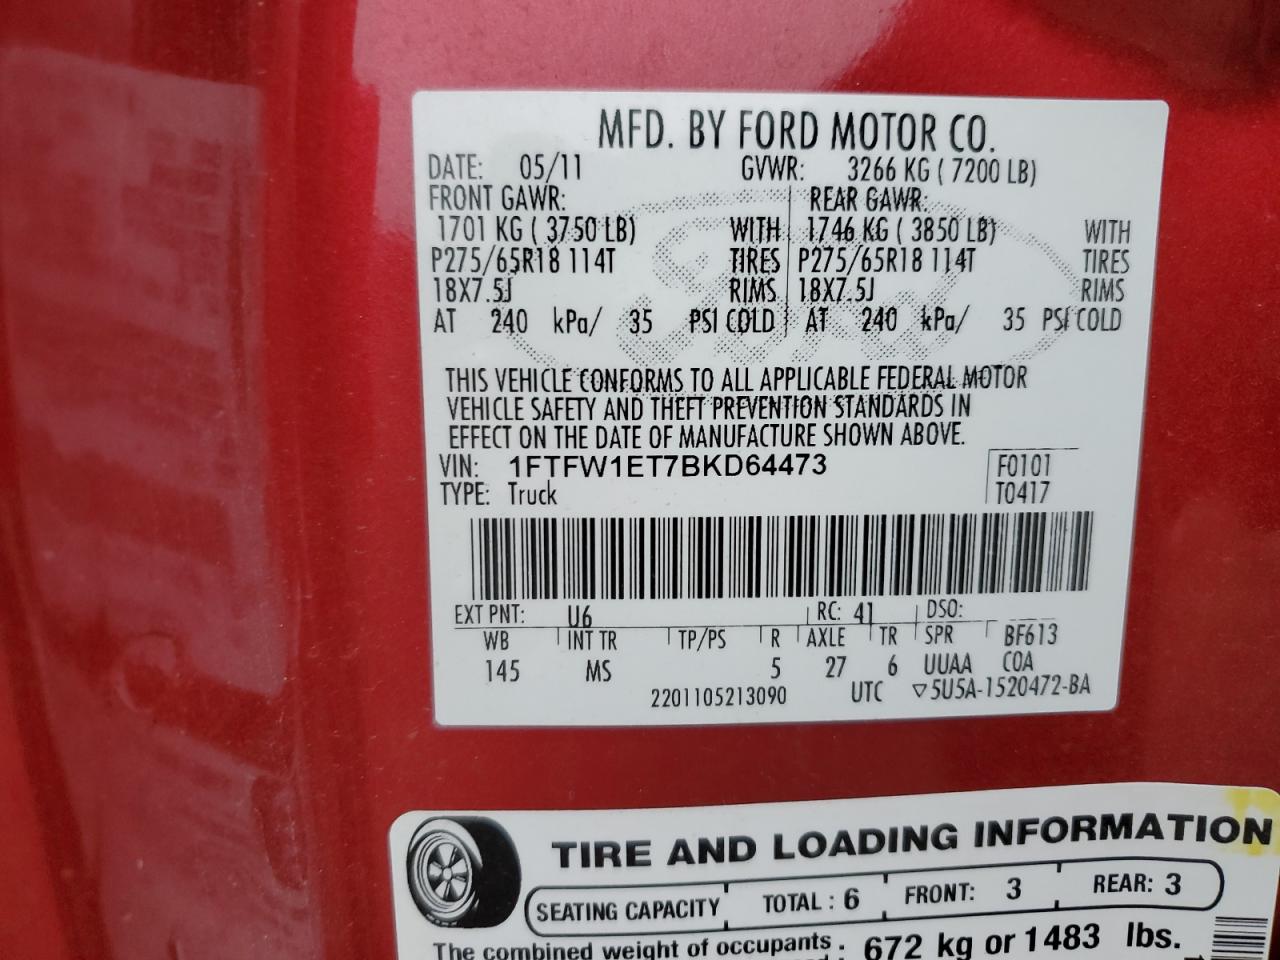 MFD. BY FORD MOTOR CO.
DATE: 05/11 GVWR: 3266 KG ( 7200 LB)
FRONT GAWR: REAR GAWR:
1701 KG ( 3750 LB) WITH 1746 KG ( 3850 LB) WITH
P275/65R18 114T TIRES P275/65R18 114T TIRES
18X7.5J RIMS 18X7.5J RIMS
AT 240 kPa/ 35 PSI COLD AT 240 kPa/ 35 PSI COLD
THIS VEHICLE CONFORMS TO ALL APPLICABLE FEDERAL MOTOR
VEHICLE SAFETY AND THEFT PREVENTION STANDARDS IN
EFFECT ON THE DATE OF MANUFACTURE SHOWN ABOVE.
VIN: 1FTFW1ET7BKD64473 F0101
TYPE: Truck T0417
EXT PNT: U6 RC: 41 DSO:
WB INT TR TP/PS R AXLE TR SPR BF613
145 MS 5 27 6 UUAA COA
2201105213090 UTC ▽5U5A-1520472-BA
TIRE AND LOADING INFORMATION
SEATING CAPACITY TOTAL : 6 FRONT: 3 REAR: 3
The combined weight of occupants 672 kg or 1483 lbs.